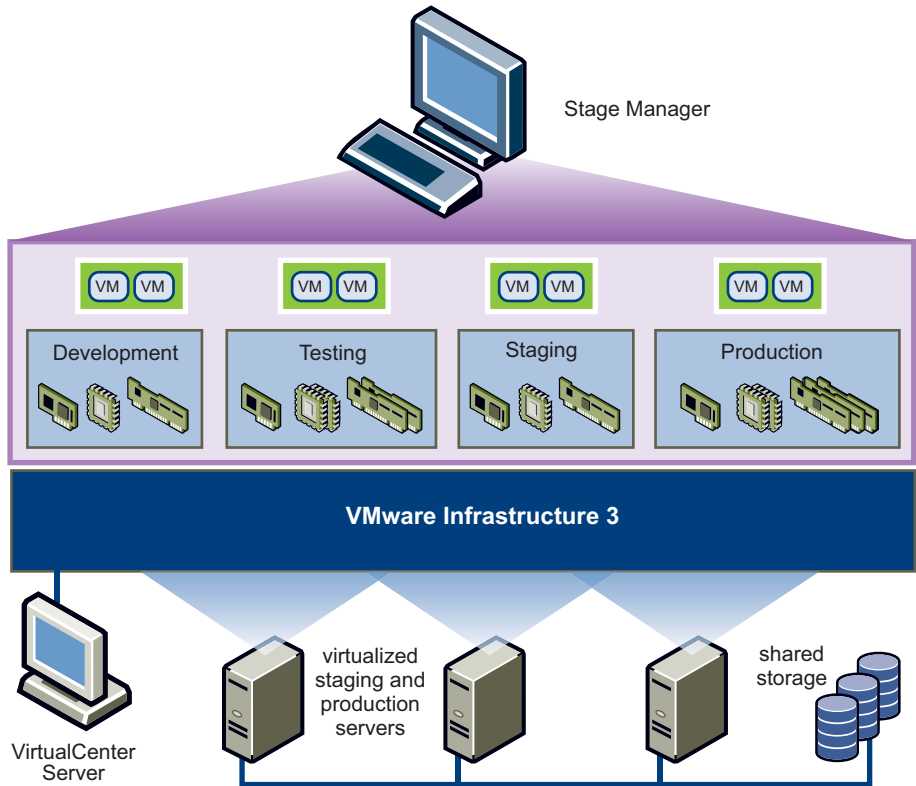 Stage Manager
VM VM VM VM VM VM VM VM
Development Testing Staging Production
VMware Infrastructure 3
virtualized
staging and
production
servers
shared
storage
VirtualCenter
Server